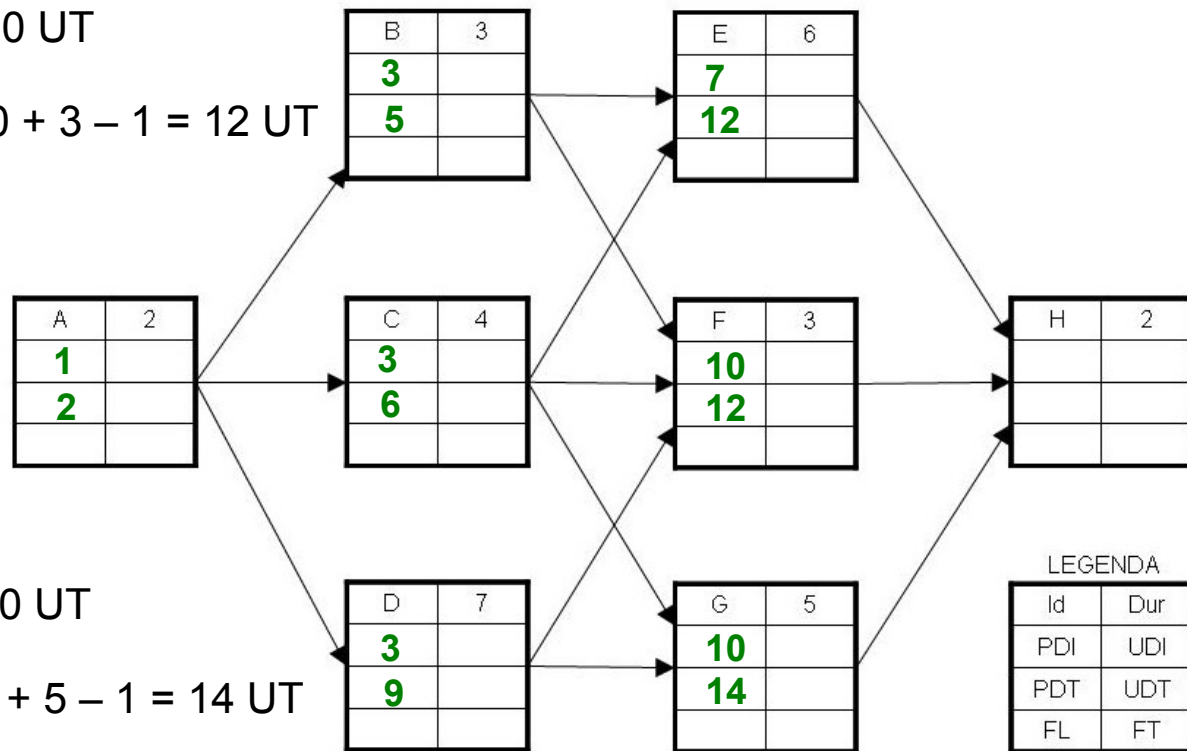 0 UT
0 + 3 – 1 = 12 UT
B 3
3
5
E 6
7
12
A 2
1
2
C 4
3
6
F 3
10
12
H 2
0 UT
+ 5 – 1 = 14 UT
D 7
3
9
G 5
10
14
LEGENDA
Id Dur
PDI UDI
PDT UDT
FL FT